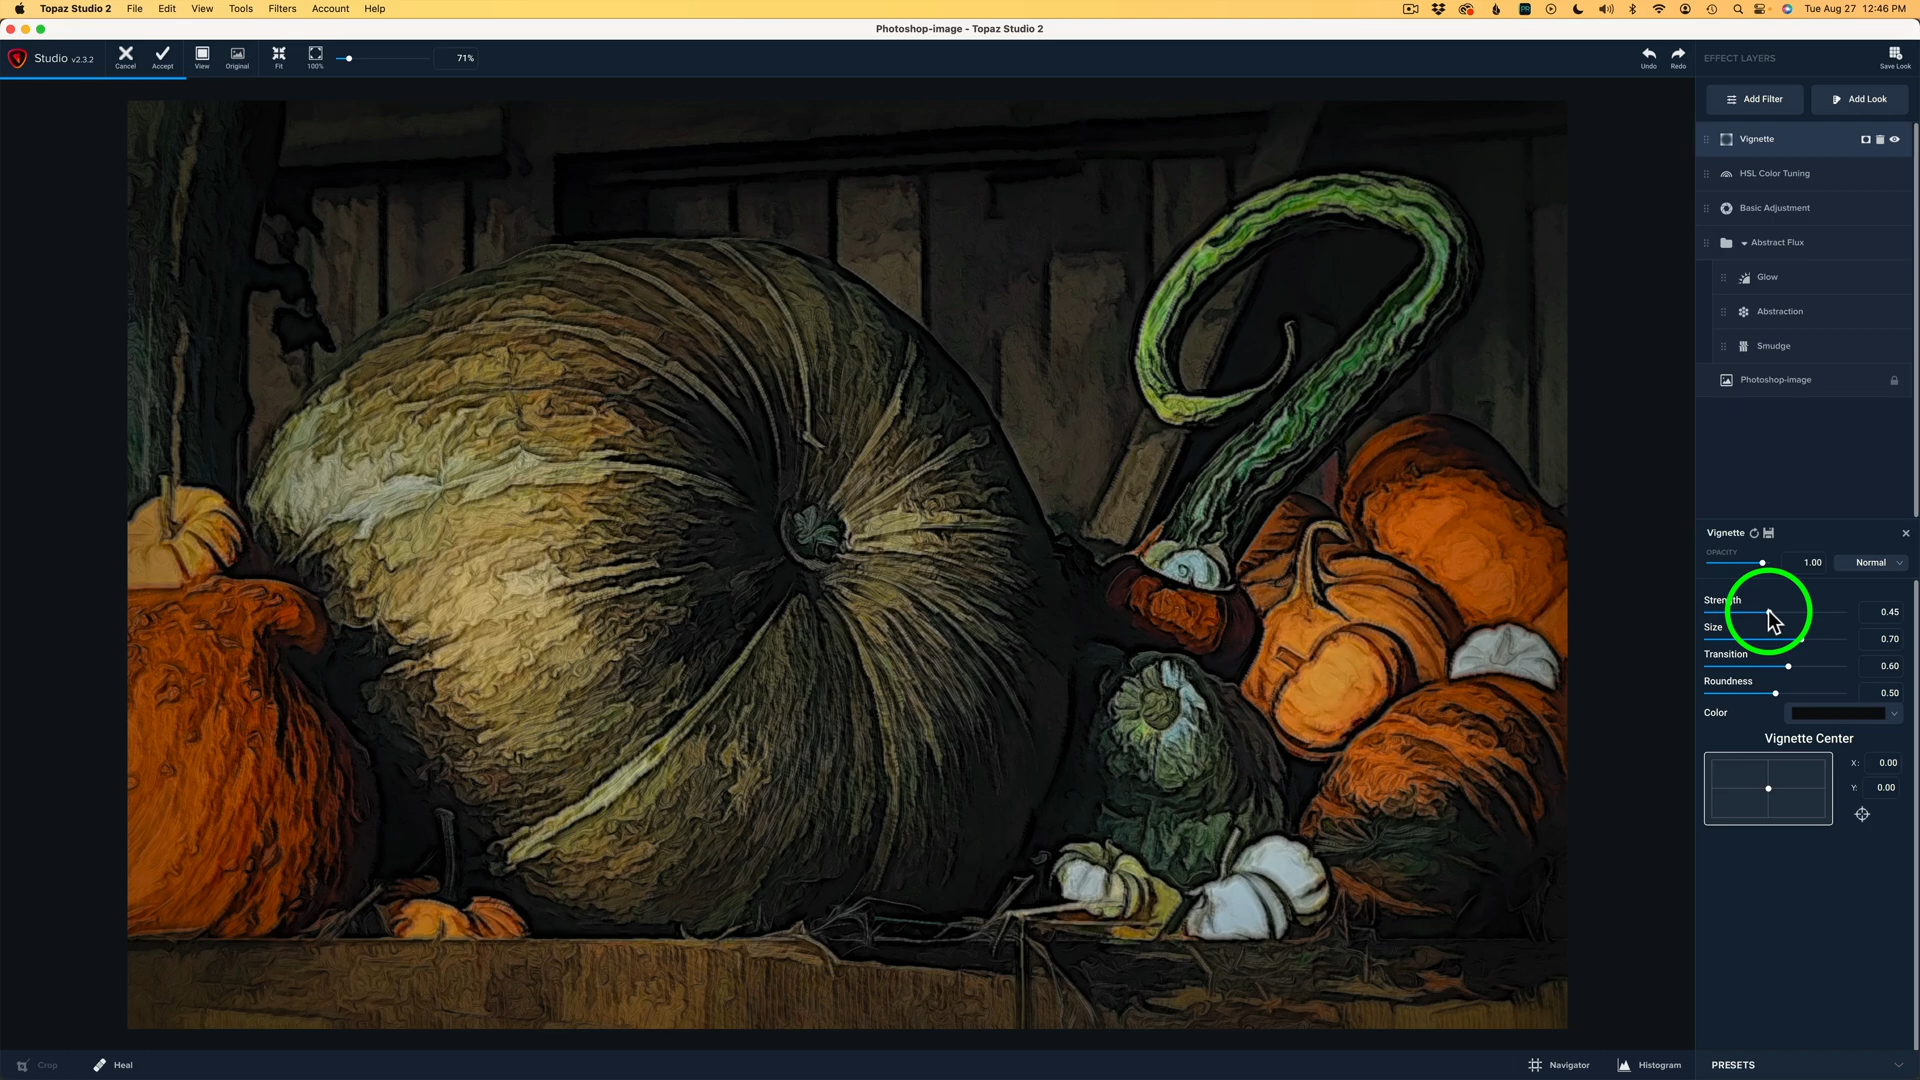 Topaz Studio 2 File Edit View Tools Filters Account Help
Tue Aug 27 12:46 PM
Photoshop-image - Topaz Studio 2
Studio v2.3.2
Cancel
Accept
View
Original
Fit
100%
71%
Undo
Redo
EFFECT LAYERS
Save Look
Add Filter
Add Look
Vignette
HSL Color Tuning
Basic Adjustment
Abstract Flux
Glow
Abstraction
Smudge
Photoshop-image
Vignette
OPACITY
1.00
Normal
Strength
0.45
Size
0.70
Transition
0.60
Roundness
0.50
Color
Vignette Center
X: 0.00
Y: 0.00
Crop
Heal
Navigator
Histogram
PRESETS